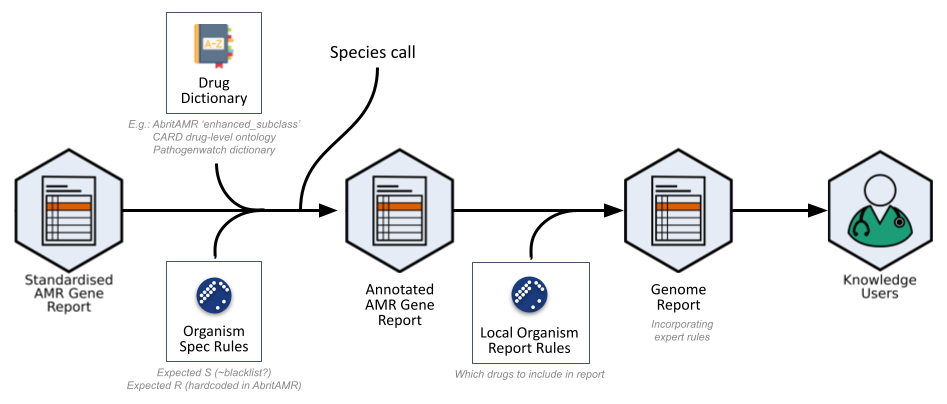 A-Z
Drug
Dictionary
E.g.: AbritAMR ‘enhanced_subclass’
CARD drug-level ontology
Pathogenwatch dictionary
Species call
Standardised
AMR Gene
Report
Organism
Spec Rules
Expected S (~blacklist?)
Expected R (hardcoded in AbritAMR)
Annotated
AMR Gene
Report
Local Organism
Report Rules
Which drugs to include in report
Genome
Report
Incorporating
expert rules
Knowledge
Users